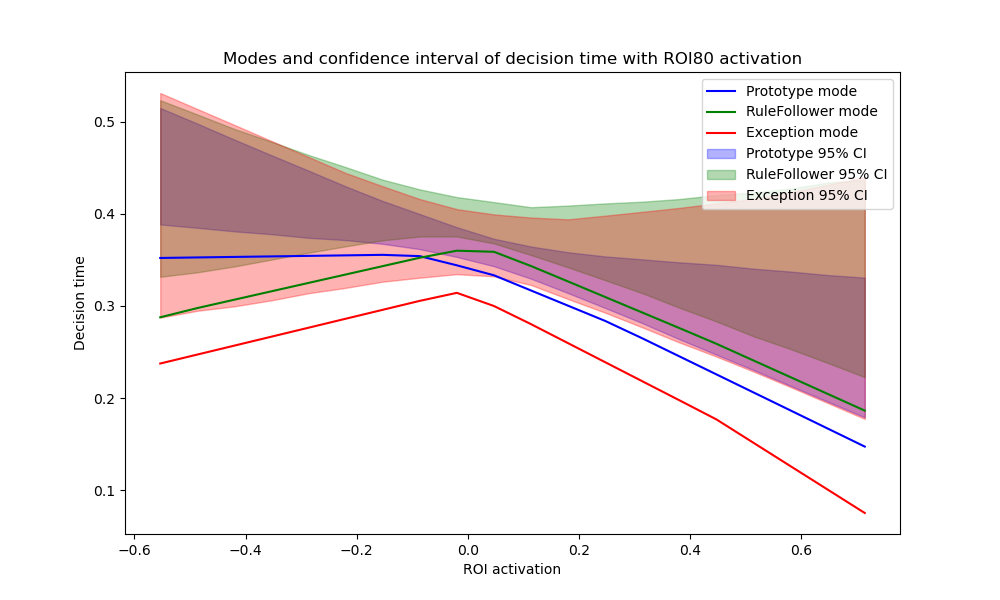 Modes and confidence interval of decision time with ROI80 activation
Prototype mode
RuleFollower mode
Exception mode
Prototype 95% CI
RuleFollower 95% CI
Exception 95% CI
Decision time
0.5
0.4
0.3
0.2
0.1
−0.6 −0.4 −0.2 0.0 0.2 0.4 0.6
ROI activation